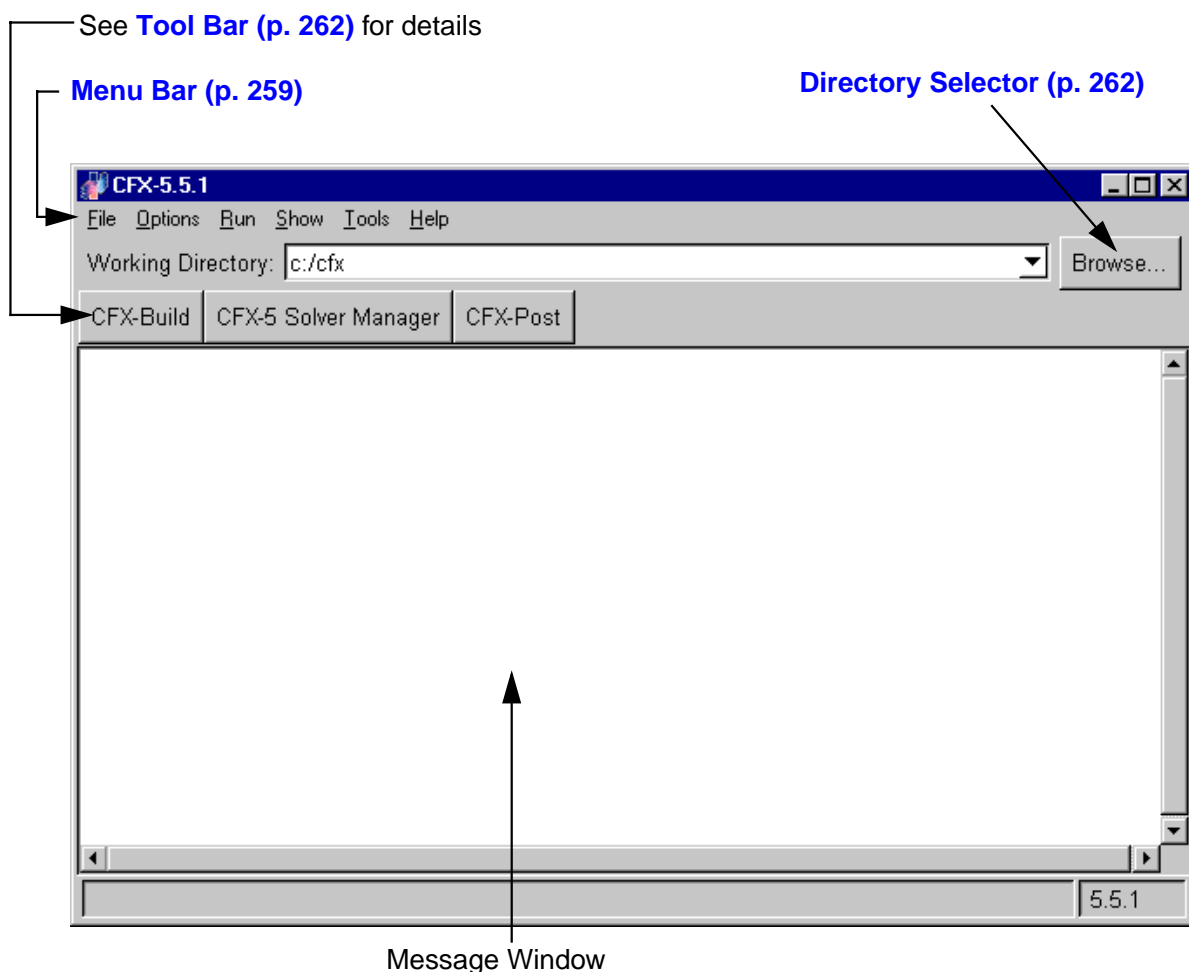 See Tool Bar (p. 262) for details
Menu Bar (p. 259)
Directory Selector (p. 262)
CFX-5.5.1
File Options Run Show Tools Help
Working Directory: c:/cfx Browse...
CFX-Build CFX-5 Solver Manager CFX-Post
5.5.1
Message Window